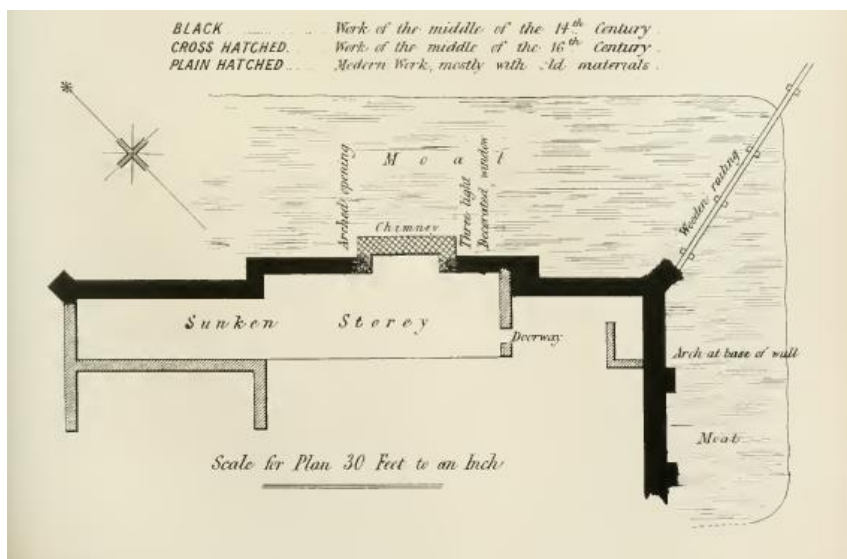 BLACK ........ Work of the middle of the 14th Century.
CROSS HATCHED. Work of the middle of the 16th Century.
PLAIN HATCHED ..... Modern Work, mostly with old materials.
Moat
Arched opening
Three light
Decorated window
Wooden railing
Chimney
Sunken Storey
Doorway
Arch at base of wall
Moat
Scale for Plan 30 Feet to an Inch